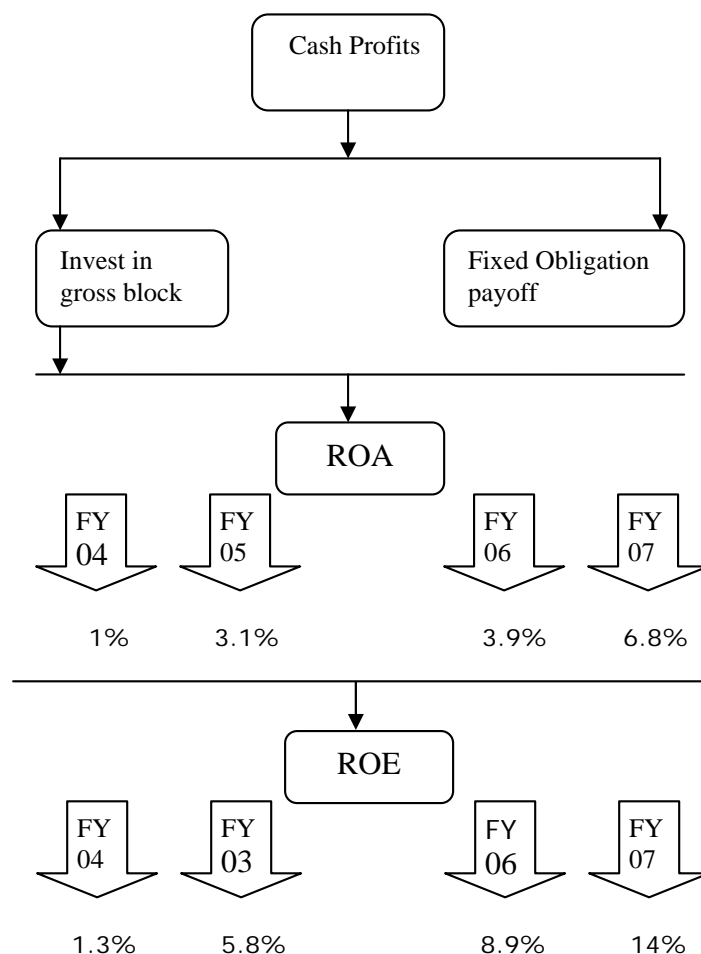 Cash Profits
Invest in
gross block
Fixed Obligation
payoff
ROA
FY
04
FY
05
FY
06
FY
07
1%
3.1%
3.9%
6.8%
ROE
FY
04
FY
03
FY
06
FY
07
1.3%
5.8%
8.9%
14%